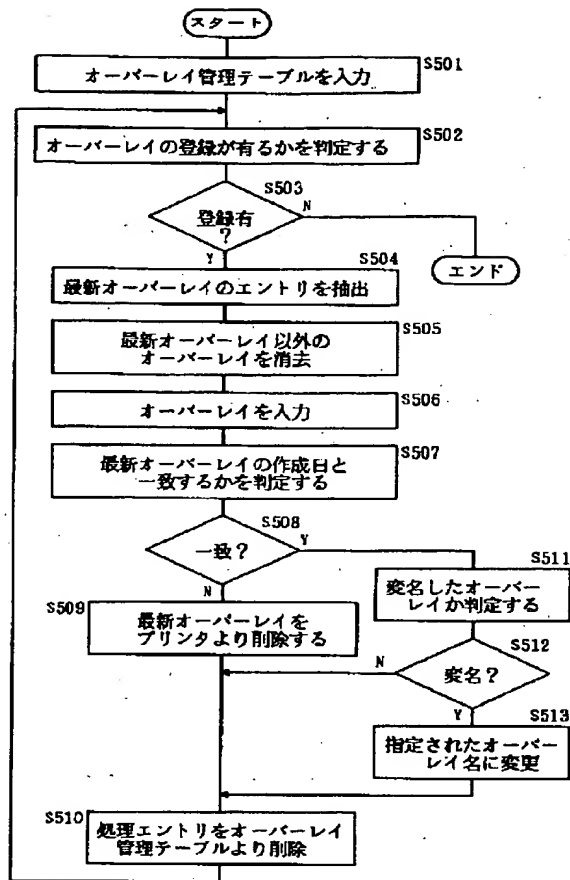 スタート
S501
オーバーレイ管理テーブルを入力
S502
オーバーレイの登録が有るかを判定する
S503
登録有
?
N
Y
エンド
S504
最新オーバーレイのエントリを抽出
S505
最新オーバーレイ以外の
オーバーレイを消去
S506
オーバーレイを入力
S507
最新オーバーレイの作成日と
一致するかを判定する
S508
一致?
Y
N
S509
最新オーバーレイを
プリンタより削除する
S511
変名したオーバー
レイか判定する
S512
変名?
N
Y
S513
指定されたオーバー
レイ名に変更
S510
処理エントリをオーバーレイ
管理テーブルより削除